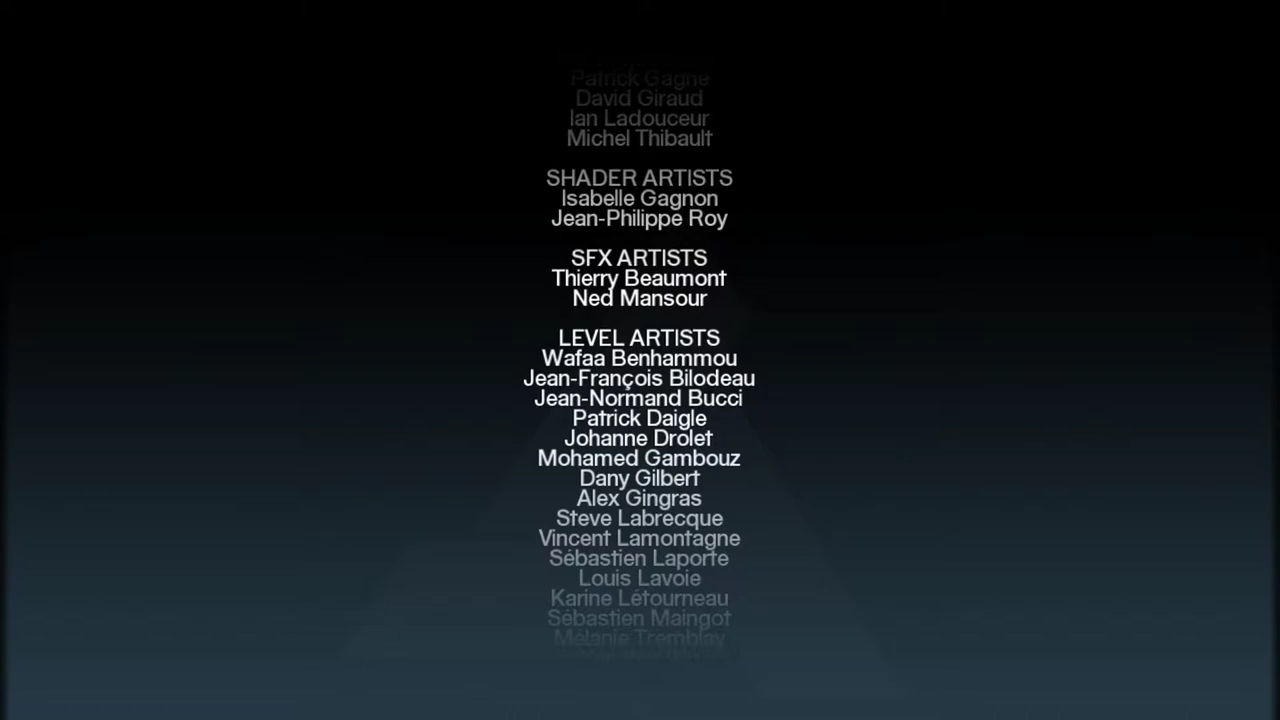 Patrick Gagne
David Giraud
Ian Ladouceur
Michel Thibault
SHADER ARTISTS
Isabelle Gagnon
Jean-Philippe Roy
SFX ARTISTS
Thierry Beaumont
Ned Mansour
LEVEL ARTISTS
Wafaa Benhammou
Jean-François Bilodeau
Jean-Normand Bucci
Patrick Daigle
Johanne Drolet
Mohamed Gambouz
Dany Gilbert
Alex Gingras
Steve Labrecque
Vincent Lamontagne
Sébastien Laporte
Louis Lavoie
Karine Létourneau
Sébastien Maingot
Mélanie Tremblay